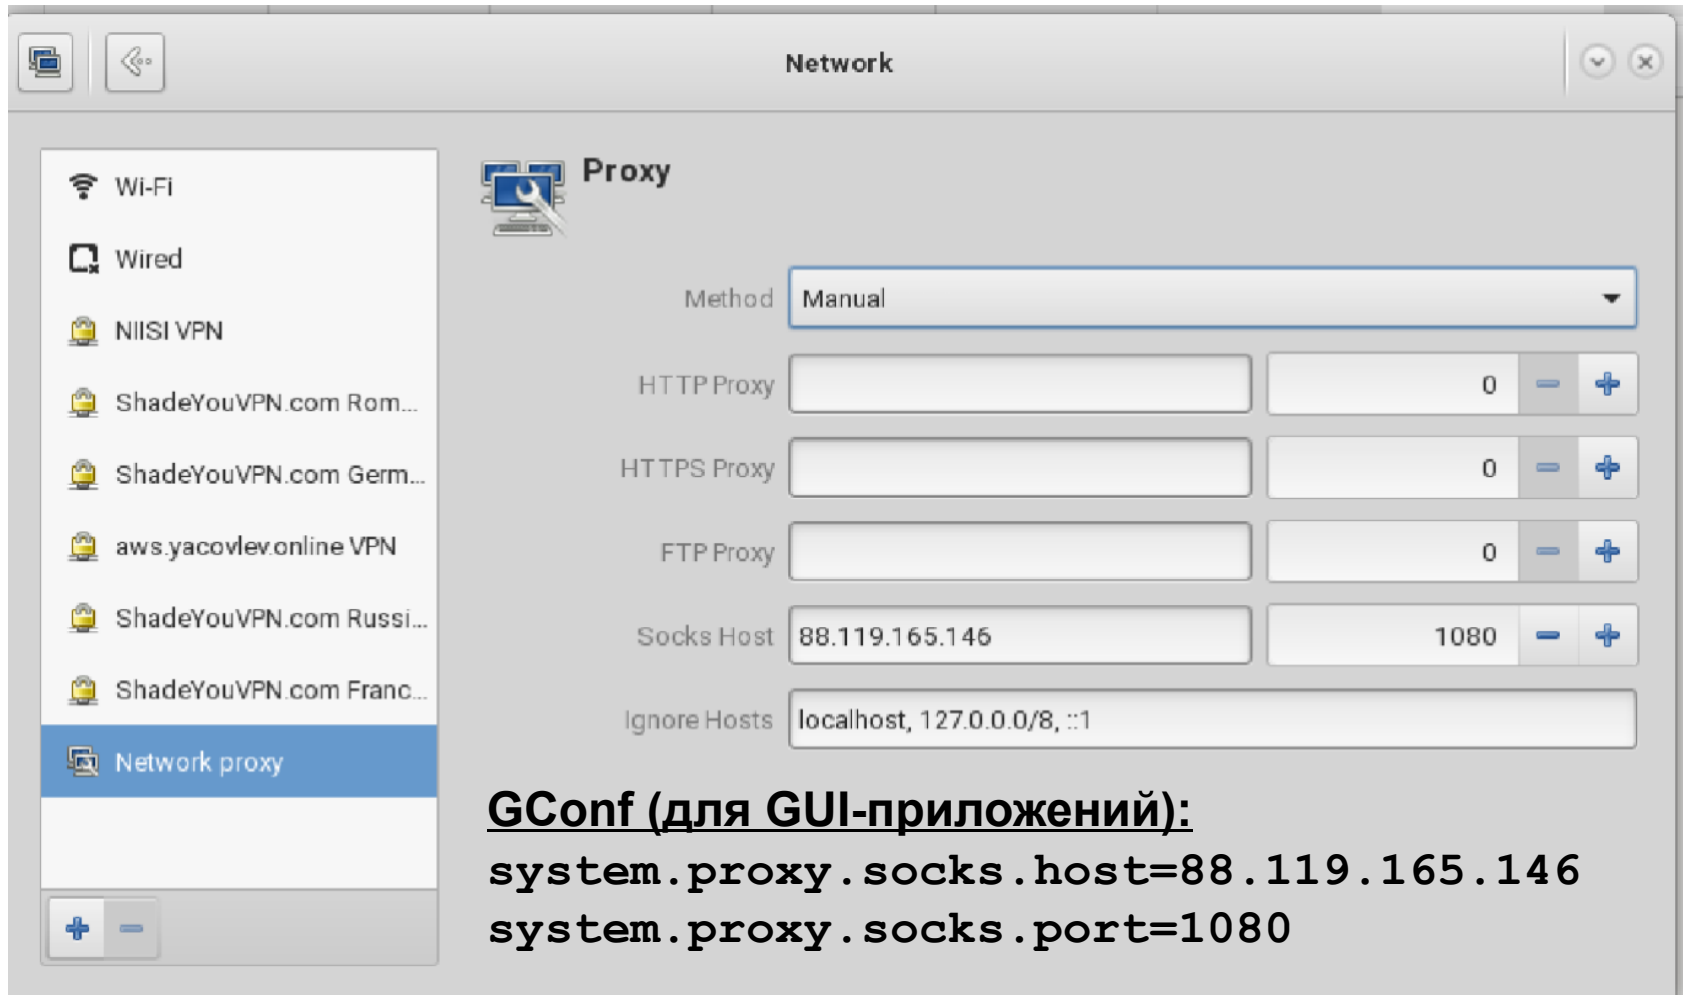 Network
Wi-Fi
Wired
NIISI VPN
ShadeYouVPN.com Rom...
ShadeYouVPN.com Germ...
aws.yacovlev.online VPN
ShadeYouVPN.com Russi...
ShadeYouVPN.com Franc...
Network proxy
Proxy
Method Manual
HTTP Proxy 0
HTTPS Proxy 0
FTP Proxy 0
Socks Host 88.119.165.146 1080
Ignore Hosts localhost, 127.0.0.0/8, ::1
GConf (для GUI-приложений):
system.proxy.socks.host=88.119.165.146
system.proxy.socks.port=1080